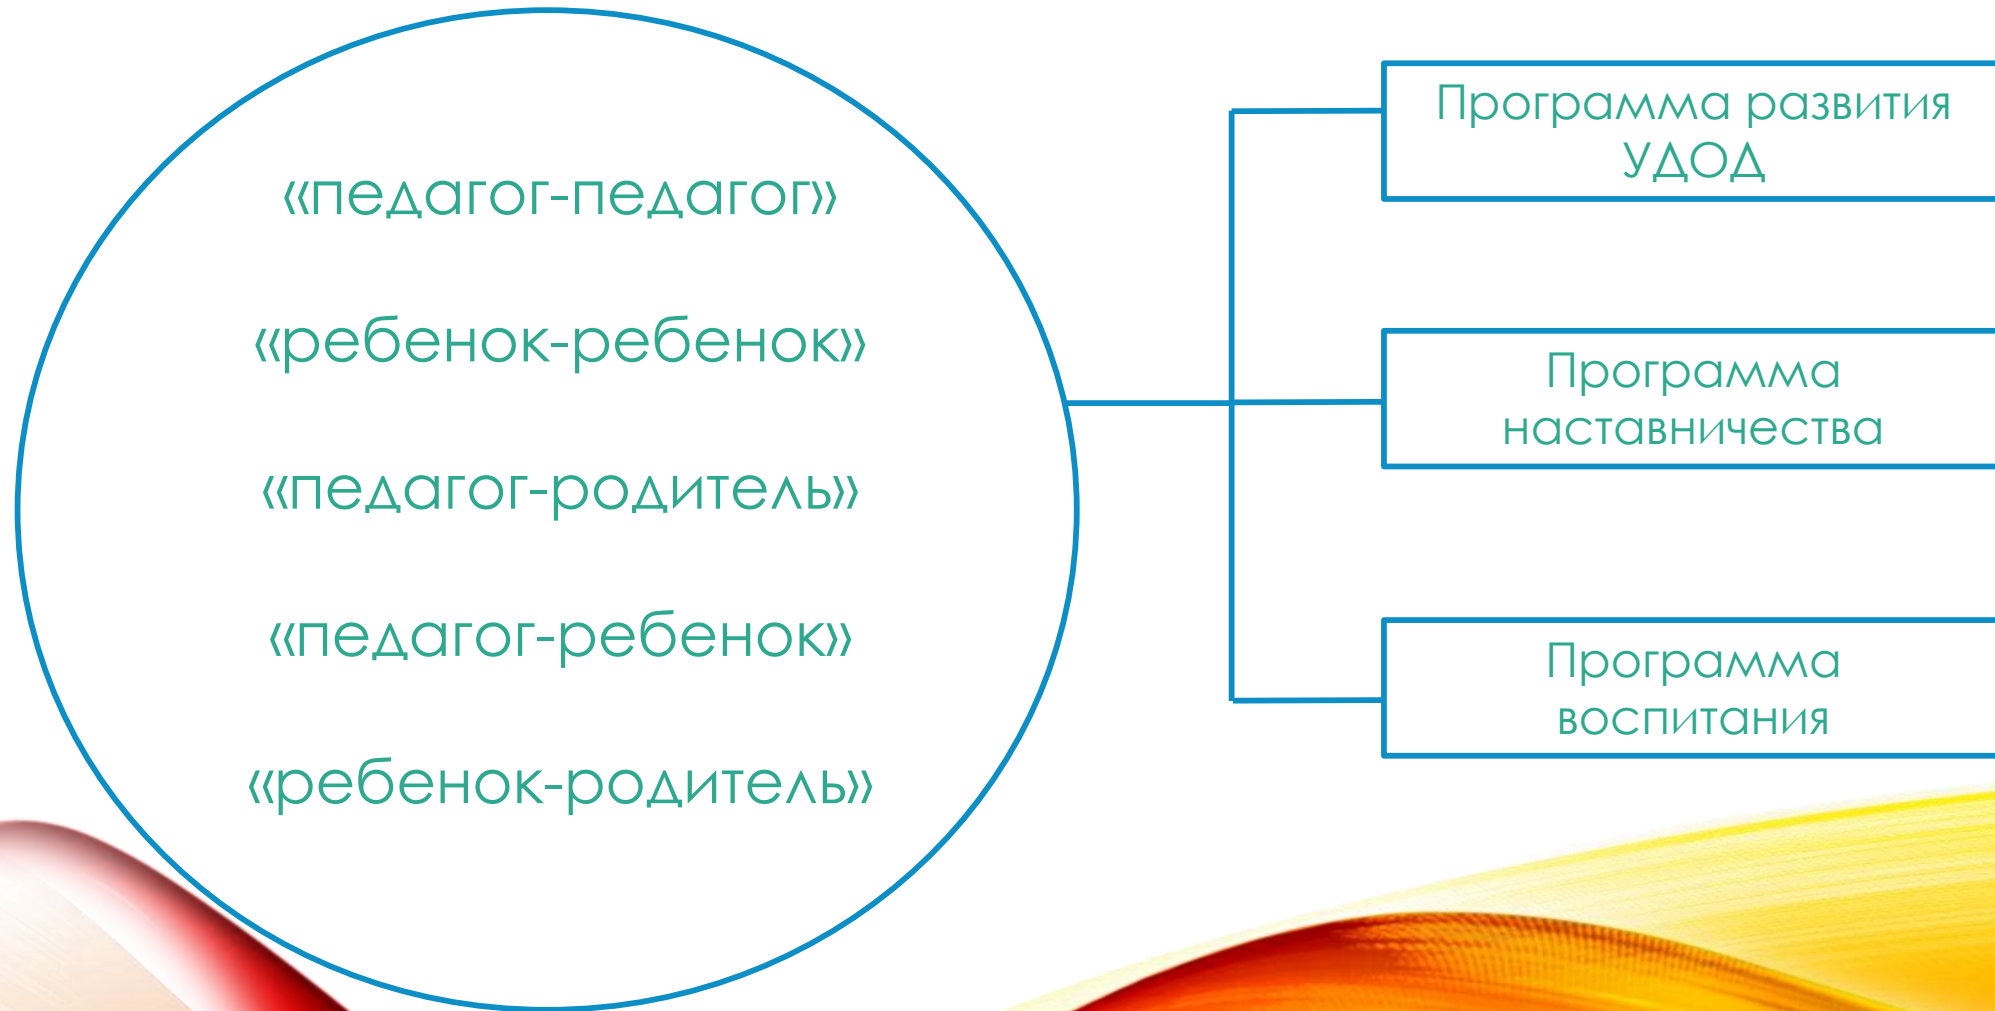 «педагог-педагог»
«ребенок-ребенок»
«педагог-родитель»
«педагог-ребенок»
«ребенок-родитель»
Программа развития
УДОД
Программа
наставничества
Программа
воспитания